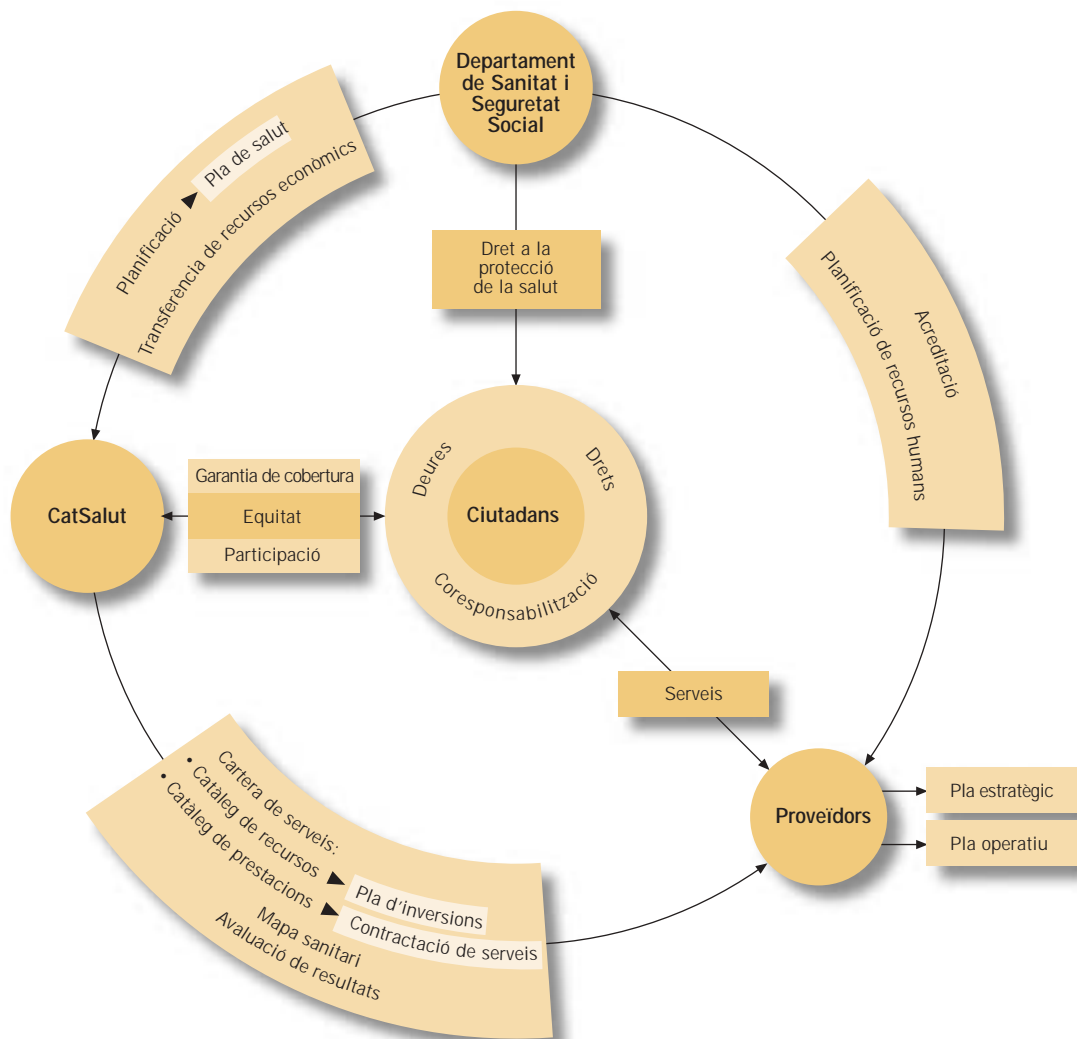 Departament
de Sanitat i
Seguretat
Social
Planificació ► Pla de salut
Transferència de recursos econòmics
Dret a la
protecció
de la salut
Acreditació
Planificació de recursos humans
CatSalut
Garantia de cobertura
Equitat
Participació
Deures
Drets
Ciutadans
Coresponsabilització
Serveis
Proveïdors
Pla estratègic
Pla operatiu
Cartera de serveis:
• Catàleg de recursos ► Pla d'inversions
• Catàleg de prestacions ► Contractació de serveis
Mapa sanitari
Avaluació de resultats